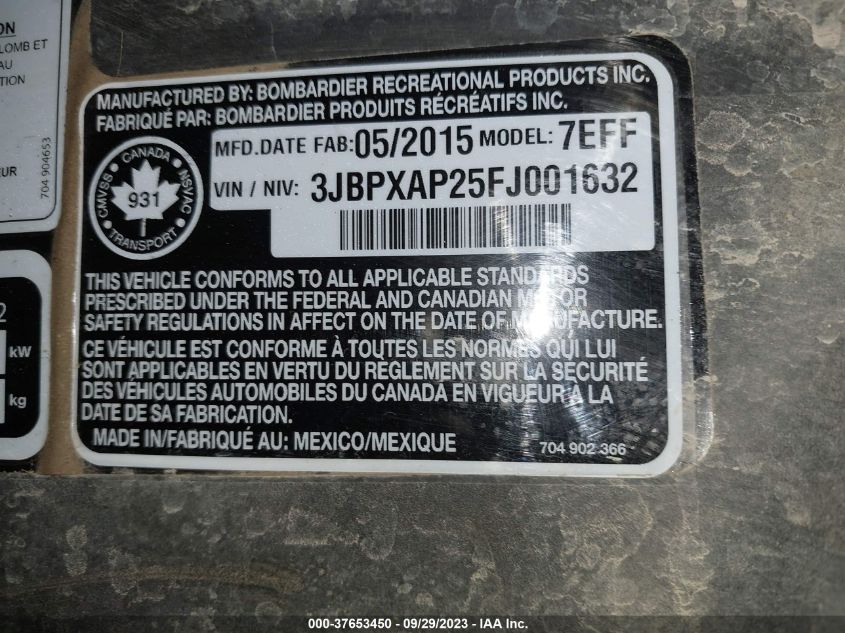 ON
LOMB ET
AU
TION
EUR
704 904653
2
kW
kg
MANUFACTURED BY: BOMBARDIER RECREATIONAL PRODUCTS INC.
FABRIQUÉ PAR: BOMBARDIER PRODUITS RÉCRÉATIFS INC.
CANADA
CMVSS
NSVAC
931
TRANSPORT
MFD.DATE FAB:05/2015 MODEL: 7EFF
VIN / NIV: 3JBPXAP25FJ001632
THIS VEHICLE CONFORMS TO ALL APPLICABLE STANDARDS
PRESCRIBED UNDER THE FEDERAL AND CANADIAN MOTOR
SAFETY REGULATIONS IN AFFECT ON THE DATE OF MANUFACTURE.
CE VÉHICULE EST CONFORME À TOUTES LES NORMES QUI LUI
SONT APPLICABLES EN VERTU DU RÈGLEMENT SUR LA SÉCURITÉ
DES VÉHICULES AUTOMOBILES DU CANADA EN VIGUEUR À LA
DATE DE SA FABRICATION.
MADE IN/FABRIQUÉ AU: MEXICO/MEXIQUE
704 902 366
000-37653450 - 09/29/2023 - IAA Inc.